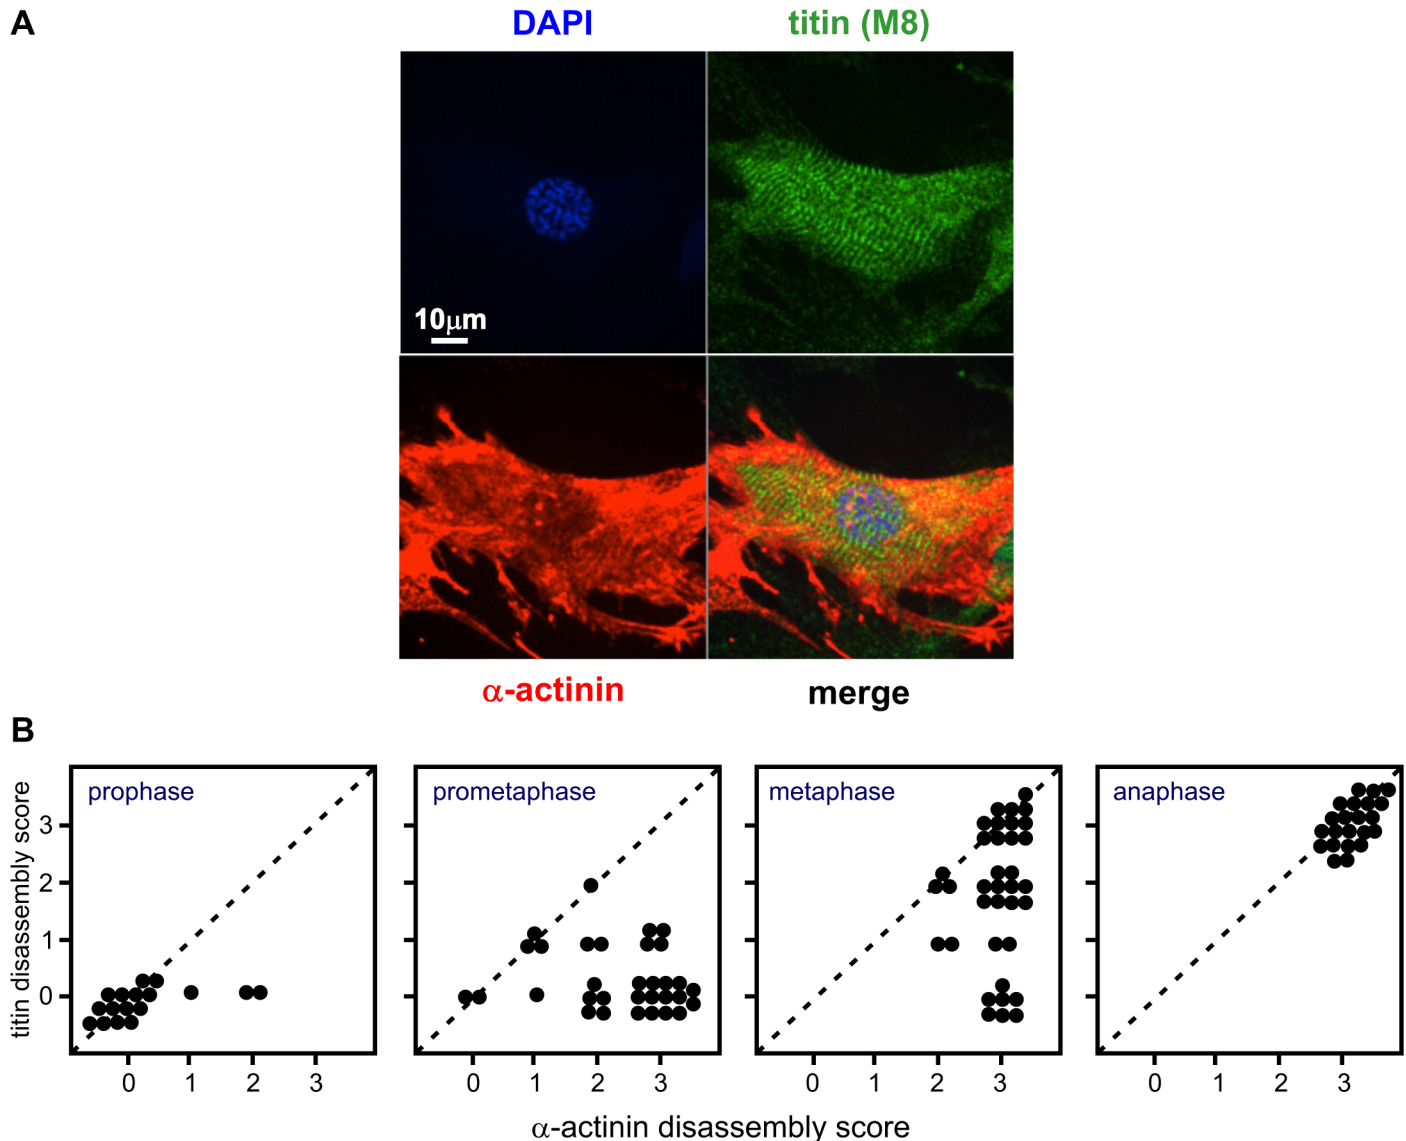 A
DAPI
titin (M8)
10μm
α-actinin
merge
B
titin disassembly score
prophase
prometaphase
metaphase
anaphase
3
2
1
0
0 1 2 3
0 1 2 3
0 1 2 3
0 1 2 3
α-actinin disassembly score